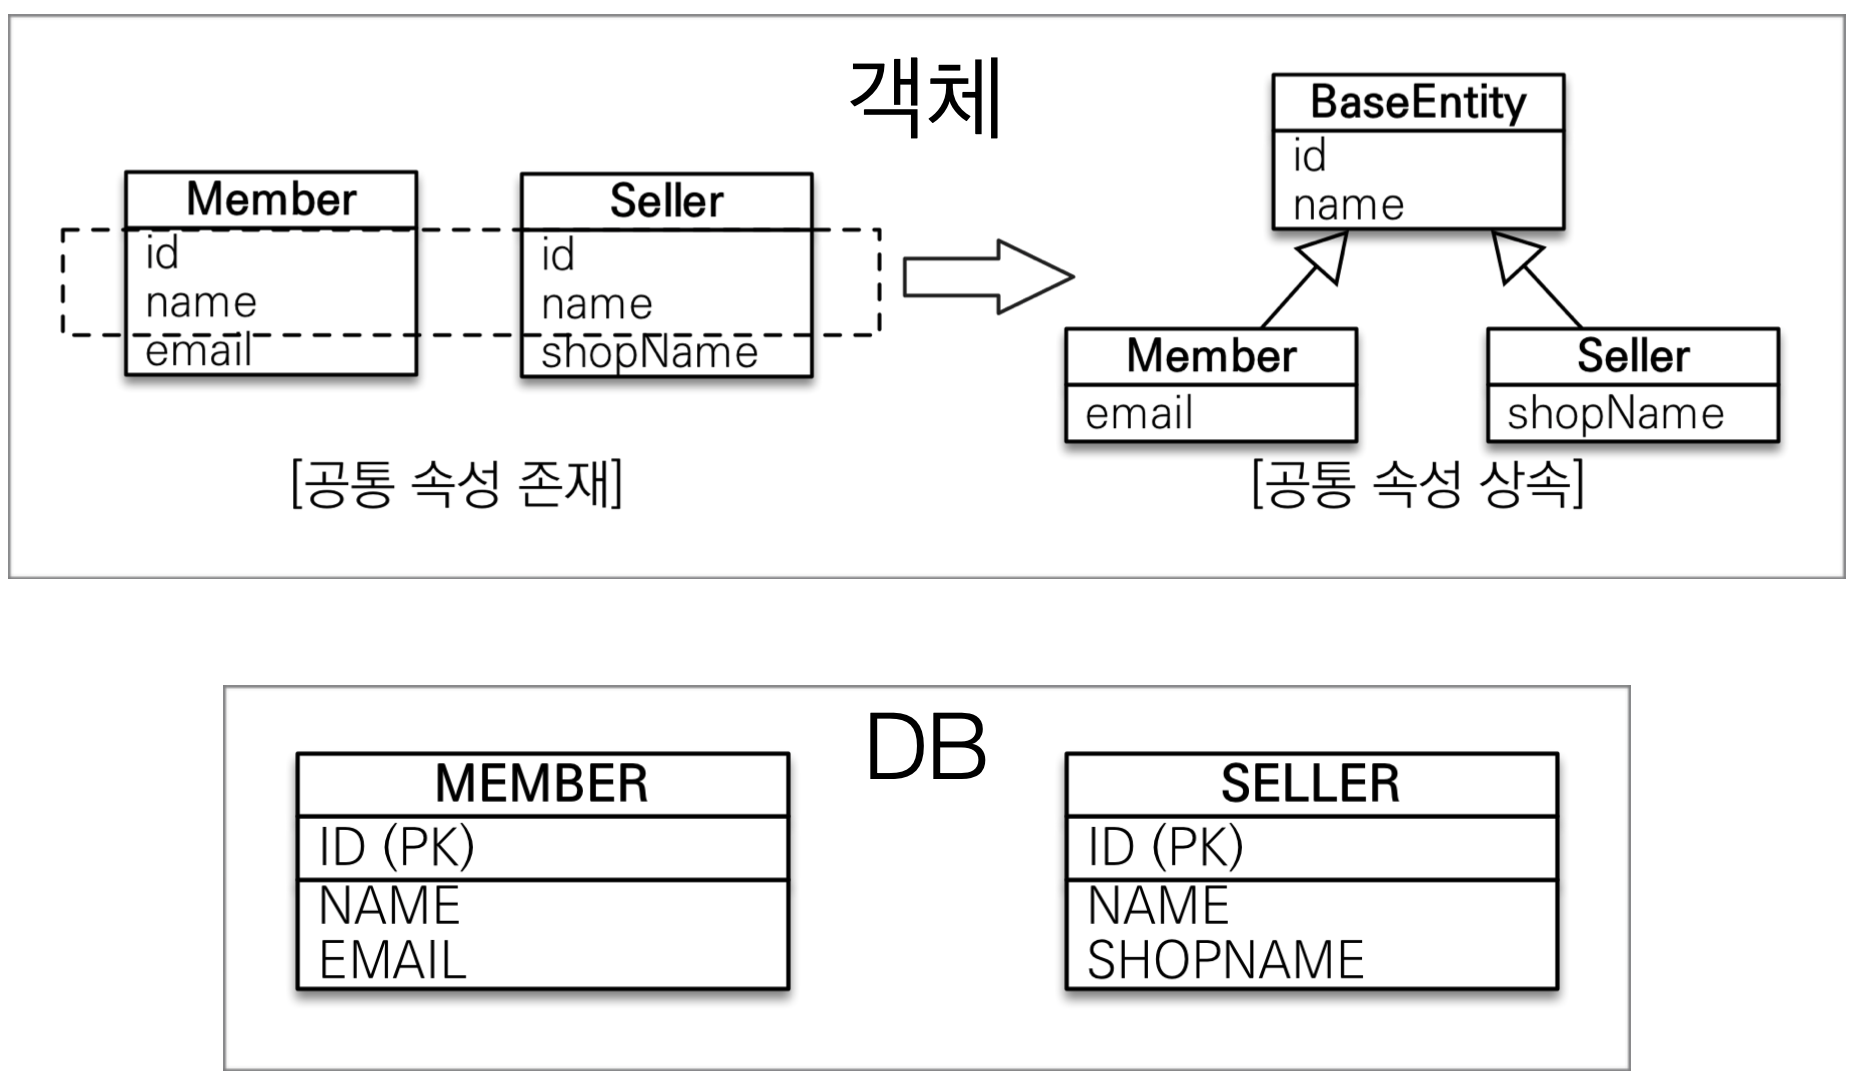 객체
Member
id
name
email
Seller
id
name
shopName
[공통 속성 존재]
BaseEntity
id
name
Member
email
Seller
shopName
[공통 속성 상속]
DB
MEMBER
ID (PK)
NAME
EMAIL
SELLER
ID (PK)
NAME
SHOPNAME